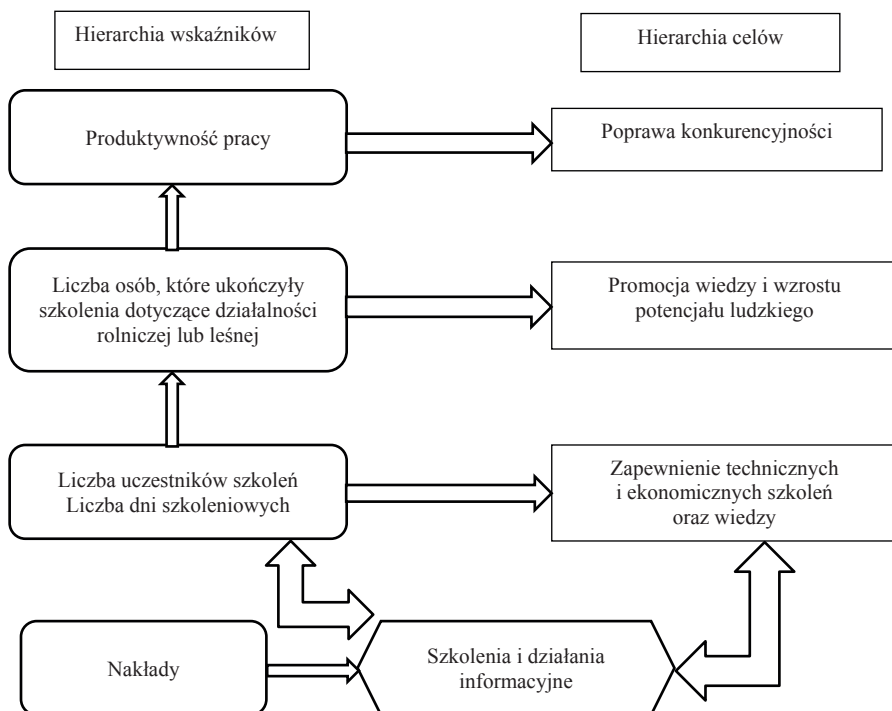 Hierarchia wskaźników
Hierarchia celów
Produktywność pracy
Poprawa konkurencyjności
Liczba osób, które ukończyły
szkolenia dotyczące działalności
rolniczej lub leśnej
Promocja wiedzy i wzrostu
potencjału ludzkiego
Liczba uczestników szkoleń
Liczba dni szkoleniowych
Zapewnienie technicznych
i ekonomicznych szkoleń
oraz wiedzy
Nakłady
Szkolenia i działania
informacyjne